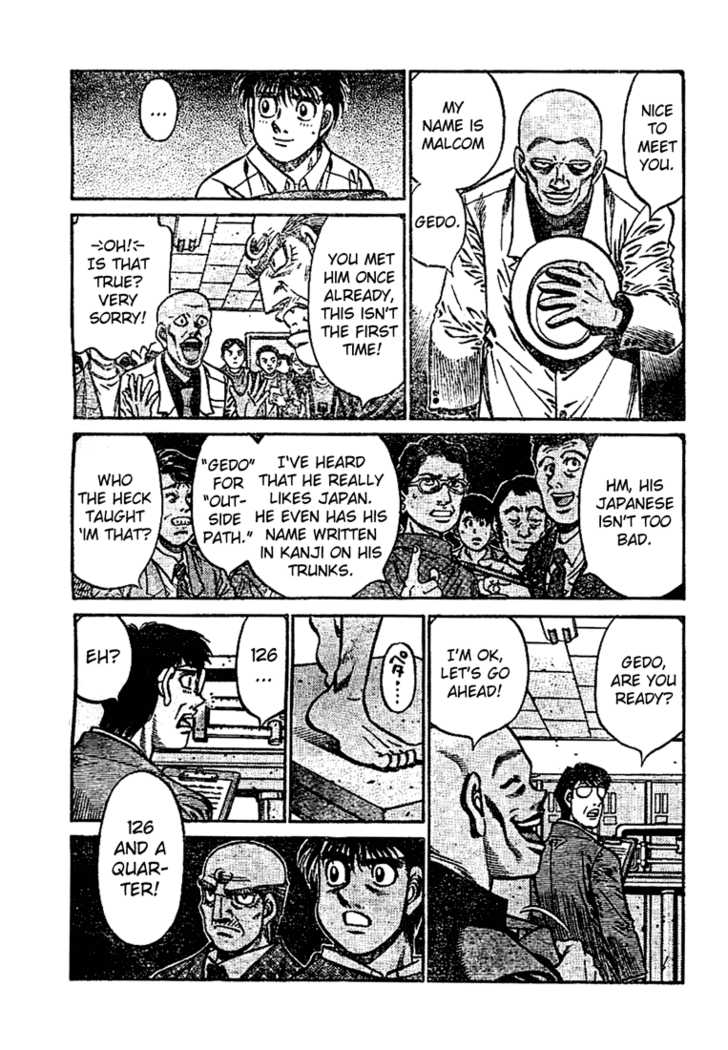 NICE
TO
MEET
YOU.
MY
NAME IS
MALCOM
GEDO.
...
YOU MET
HIM ONCE
ALREADY,
THIS ISN'T
THE FIRST
TIME!
OH!
IS THAT
TRUE?
VERY
SORRY!
HM, HIS
JAPANESE
ISN'T TOO
BAD.
I'VE HEARD
THAT HE REALLY
LIKES JAPAN.
HE EVEN HAS HIS
NAME WRITTEN
IN KANJI ON HIS
TRUNKS.
"GEDO"
FOR
"OUT-
SIDE
PATH."
WHO
THE HECK
TAUGHT
'IM THAT?
GEDO,
ARE YOU
READY?
I'M OK,
LET'S GO
AHEAD!
126
...
EH?
126
AND A
QUAR-
TER!